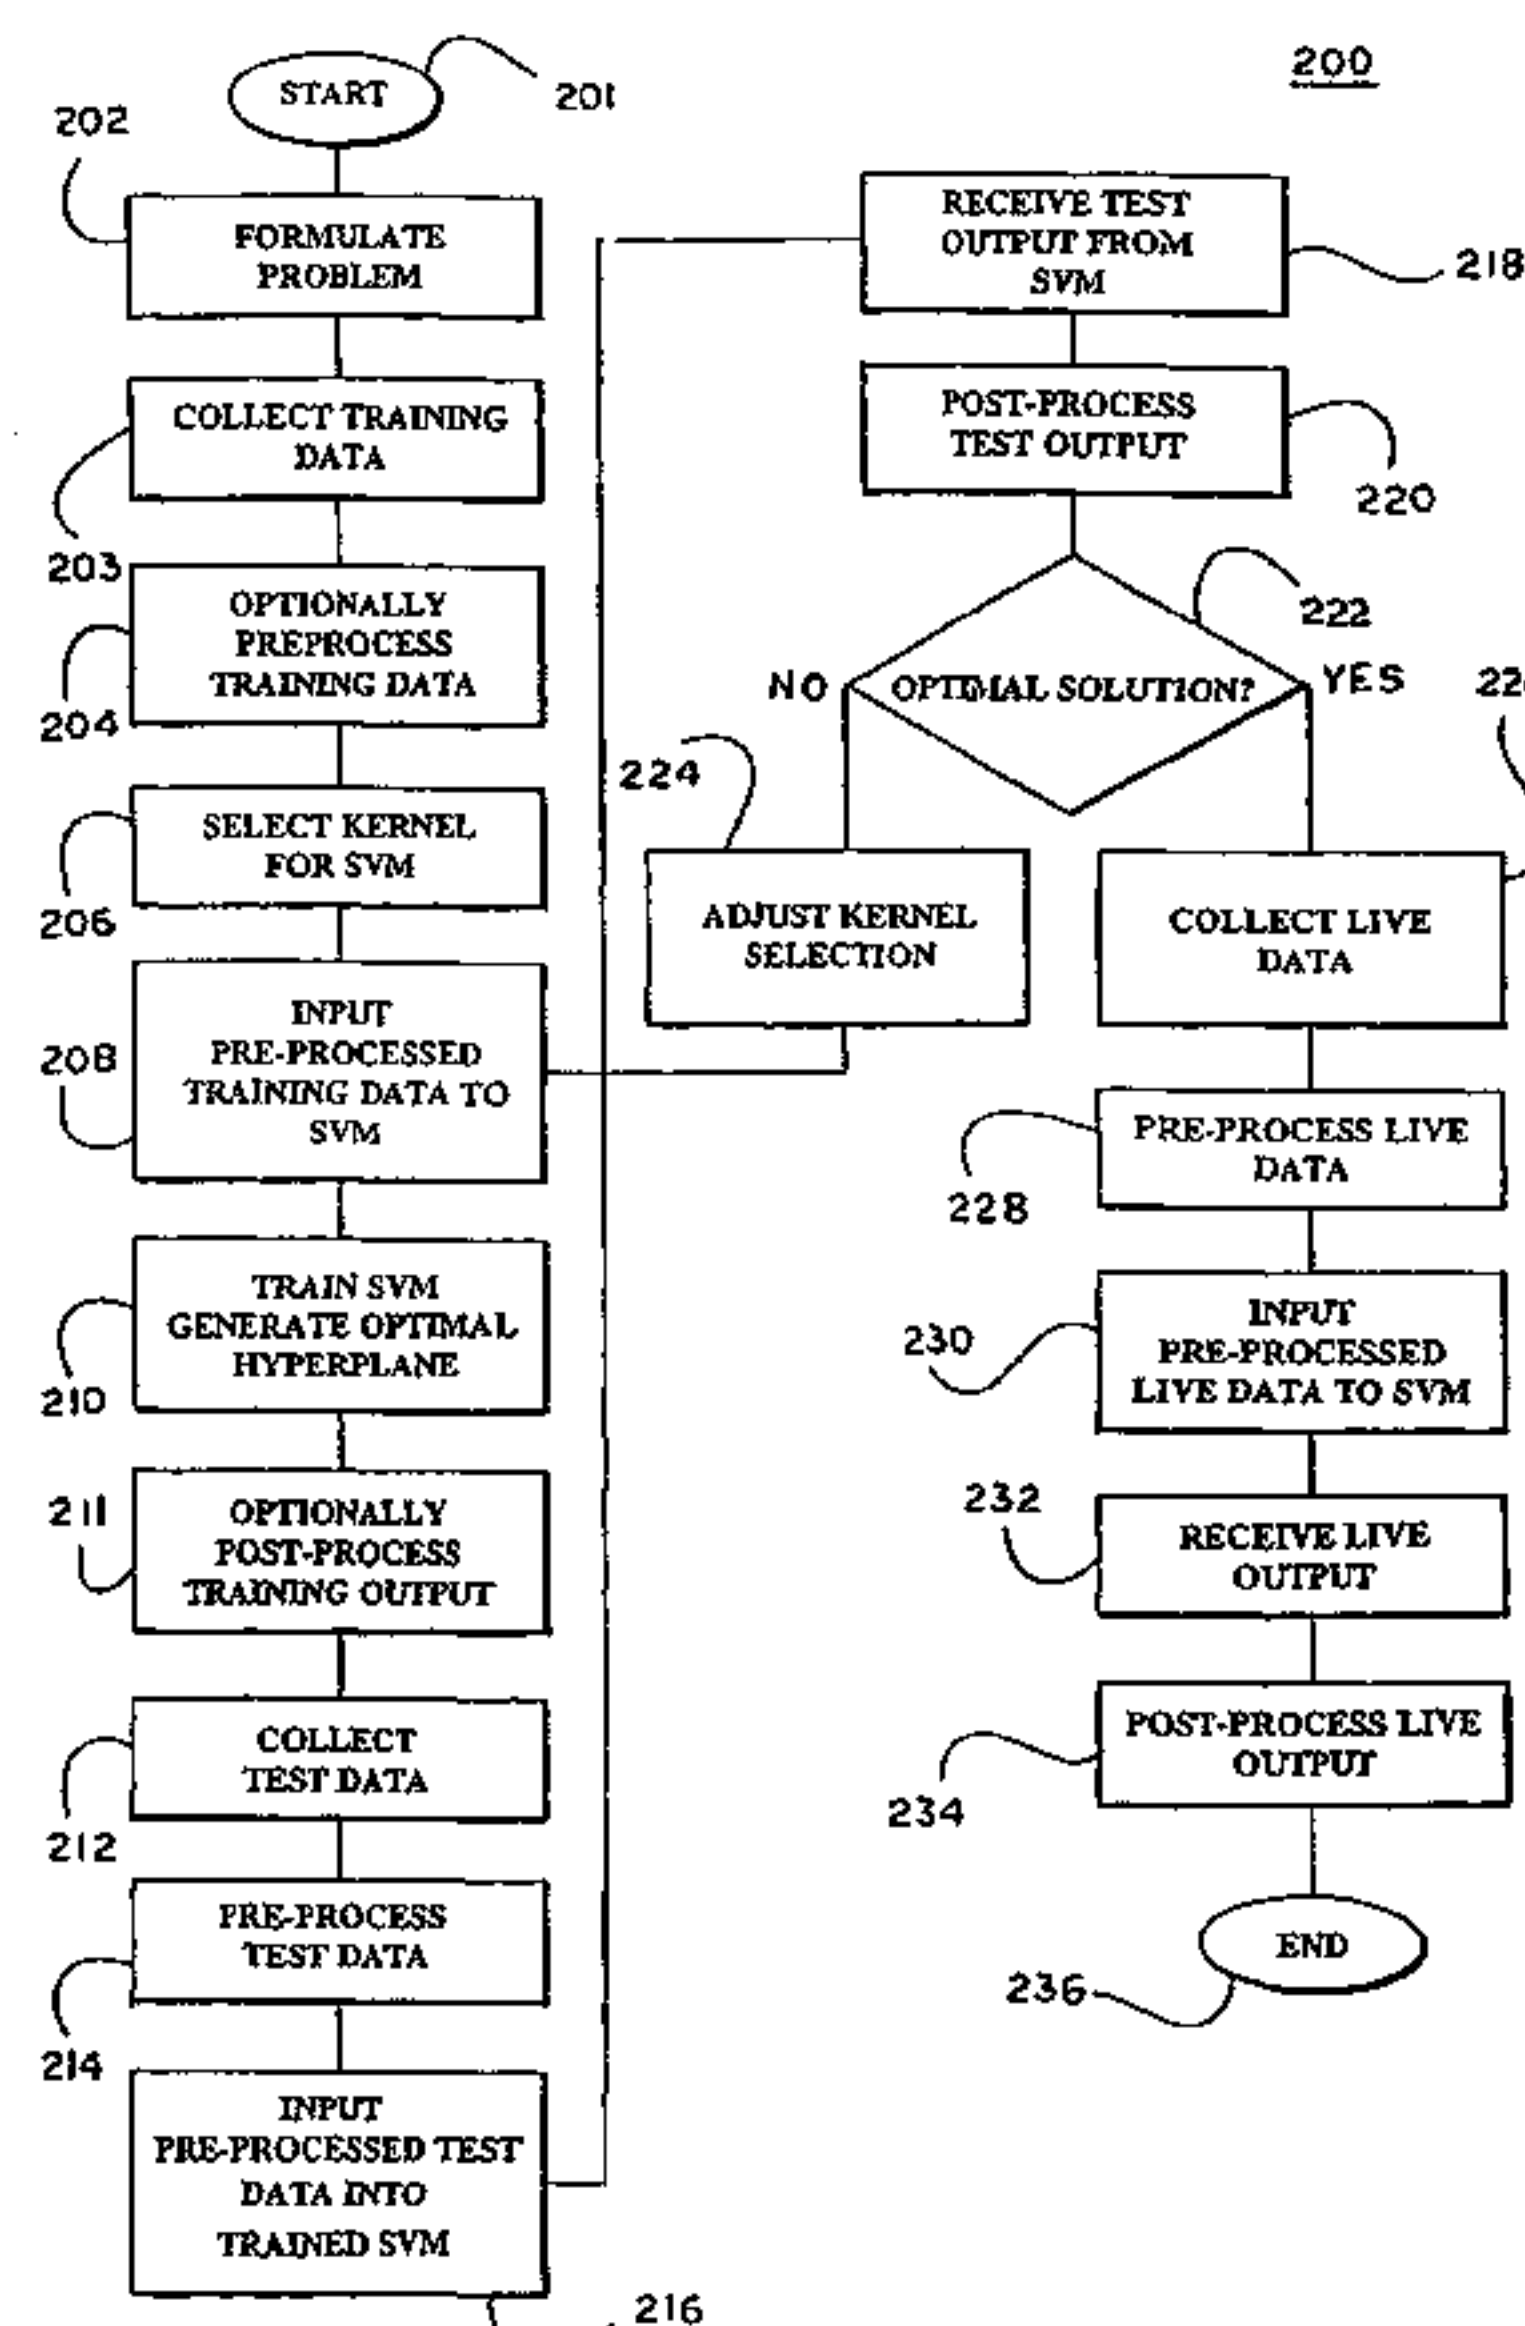 200
START
201
202
FORMULATE
PROBLEM
COLLECT TRAINING
DATA
203
OPTIONALLY
PREPROCESS
TRAINING DATA
204
SELECT KERNEL
FOR SVM
206
INPUT
PRE-PROCESSED
TRAINING DATA TO
SVM
208
TRAIN SVM
GENERATE OPTIMAL
HYPERPLANE
210
211
OPTIONALLY
POST-PROCESS
TRAINING OUTPUT
COLLECT
TEST DATA
212
PRE-PROCESS
TEST DATA
214
INPUT
PRE-PROCESSED TEST
DATA INTO
TRAINED SVM
216
RECEIVE TEST
OUTPUT FROM
SVM
218
POST-PROCESS
TEST OUTPUT
220
222
NO
OPTIMAL SOLUTION?
YES
224
ADJUST KERNEL
SELECTION
COLLECT LIVE
DATA
PRE-PROCESS LIVE
DATA
228
INPUT
PRE-PROCESSED
LIVE DATA TO SVM
230
232
RECEIVE LIVE
OUTPUT
POST-PROCESS LIVE
OUTPUT
234
END
236